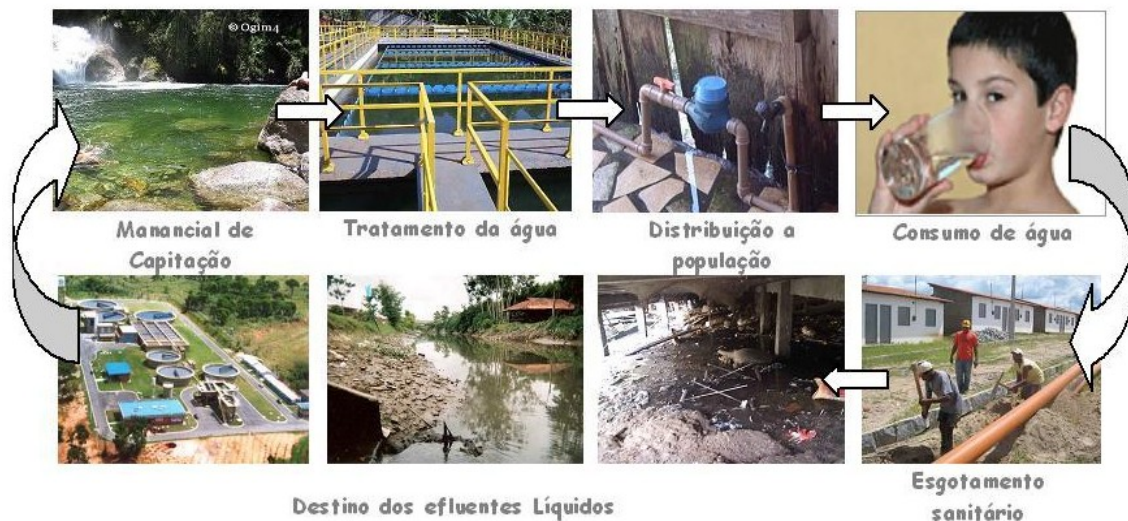 © Ogim4
Manancial de
Capitação
Tratamento da água
Distribuição a
população
Consumo de água
Destino dos efluentes Líquidos
Esgotamento
sanitário